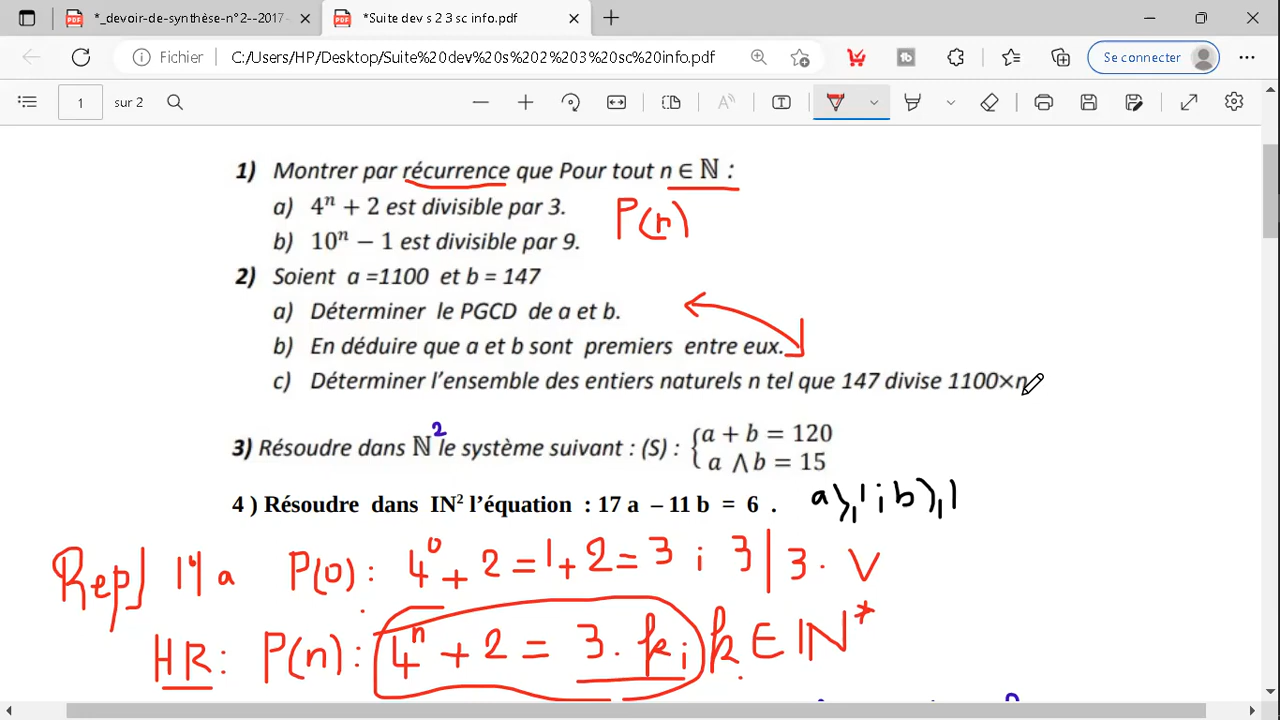 *_devoir-de-synthèse-n°2--2017-
*Suite dev s 2 3 sc info.pdf
Fichier
C:/Users/HP/Desktop/Suite%20dev%20s%202%203%20sc%20info.pdf
Se connecter
1 sur 2
1) Montrer par récurrence que Pour tout n ∈ ℕ :
a) 4ⁿ + 2 est divisible par 3.
P(n)
b) 10ⁿ − 1 est divisible par 9.
2) Soient a =1100 et b = 147
a) Déterminer le PGCD de a et b.
b) En déduire que a et b sont premiers entre eux.
c) Déterminer l'ensemble des entiers naturels n tel que 147 divise 1100×n
3) Résoudre dans ℕ² le système suivant : (S) : {a + b = 120
a ∧ b = 15
4 ) Résoudre dans IN² l'équation : 17 a – 11 b = 6 .
a⩾1 ; b⩾1
Rep] 1°/ a P(0) : 4⁰ + 2 = 1 + 2 = 3 ; 3 | 3. V
HR : P(n) : 4ⁿ + 2 = 3 . k ; k ∈ IN*